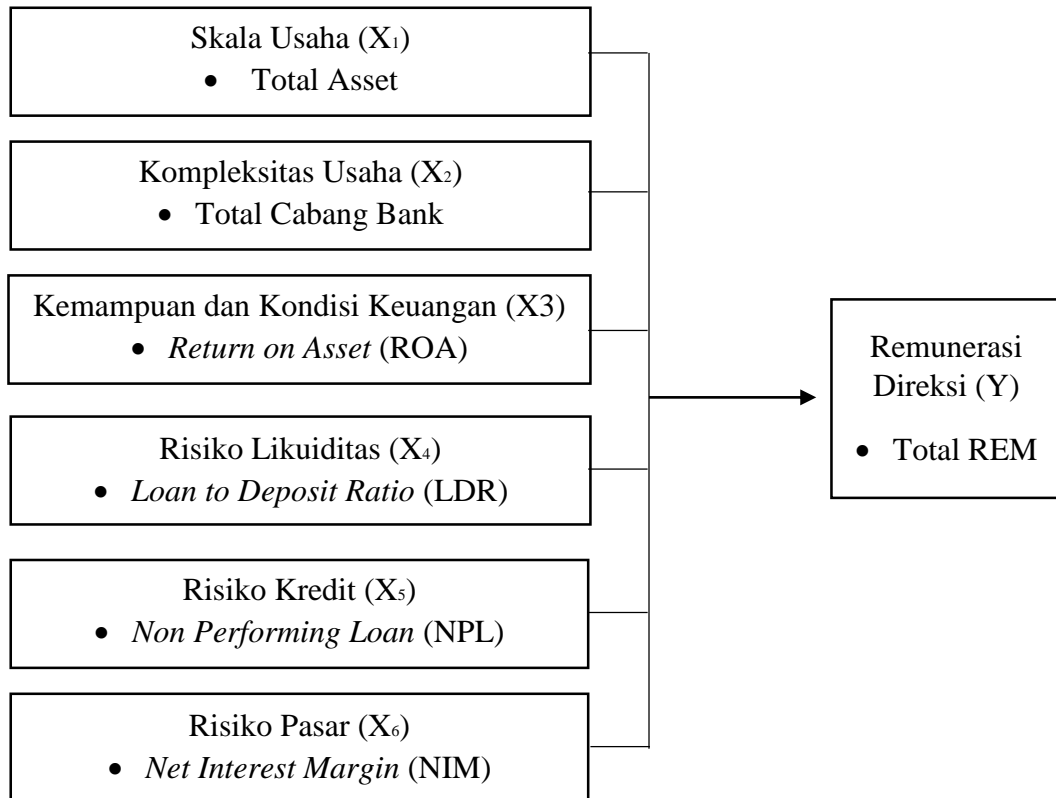 Skala Usaha (X₁)
• Total Asset
Kompleksitas Usaha (X₂)
• Total Cabang Bank
Kemampuan dan Kondisi Keuangan (X3)
• Return on Asset (ROA)
Risiko Likuiditas (X₄)
• Loan to Deposit Ratio (LDR)
Risiko Kredit (X₅)
• Non Performing Loan (NPL)
Risiko Pasar (X₆)
• Net Interest Margin (NIM)
Remunerasi
Direksi (Y)
• Total REM